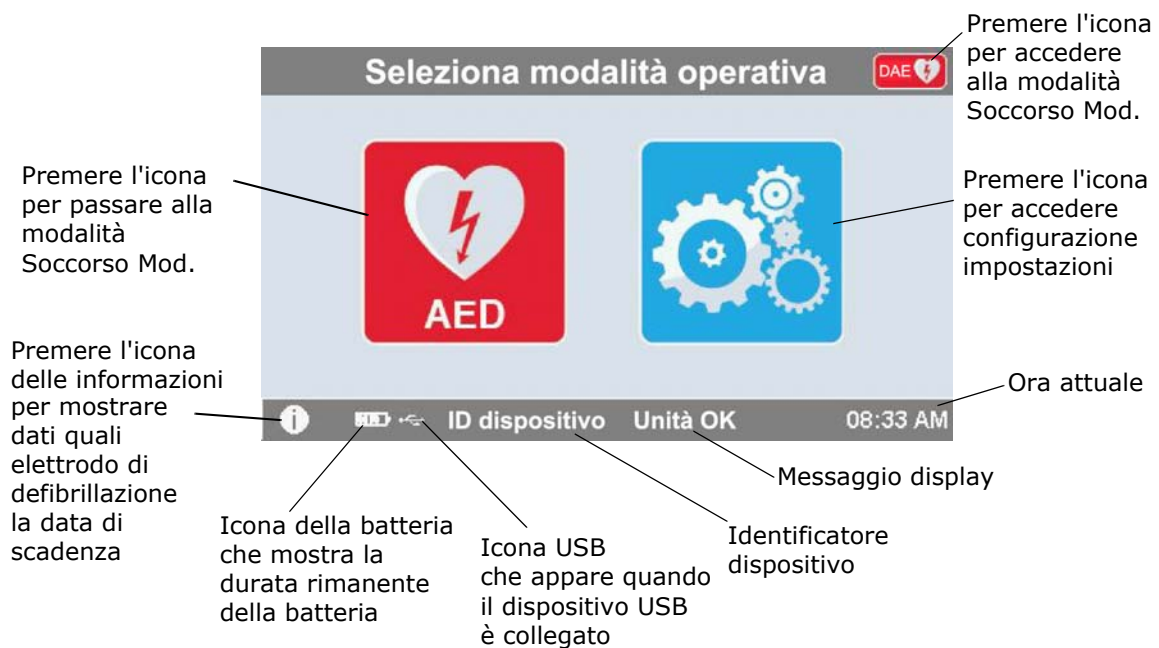 Premere l'icona
per accedere
alla modalità
Soccorso Mod.
Seleziona modalità operativa
DAE
Premere l'icona
per passare alla
modalità
Soccorso Mod.
AED
Premere l'icona
per accedere
configurazione
impostazioni
Premere l'icona
delle informazioni
per mostrare
dati quali
elettrodo di
defibrillazione
la data di
scadenza
Ora attuale
i
ID dispositivo
Unità OK
08:33 AM
Messaggio display
Icona della batteria
che mostra la
durata rimanente
della batteria
Icona USB
che appare quando
il dispositivo USB
è collegato
Identificatore
dispositivo